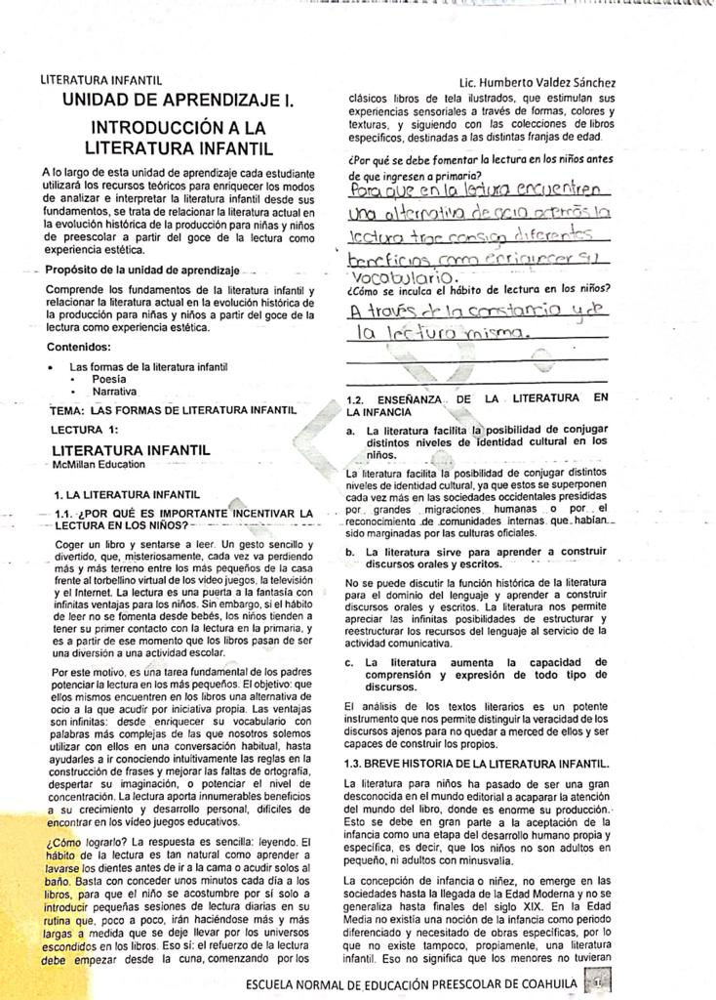 LITERATURA INFANTIL
UNIDAD DE APRENDIZAJE I.
INTRODUCCIÓN A LA
LITERATURA INFANTIL
A lo largo de esta unidad de aprendizaje cada estudiante
utilizará los recursos teóricos para enriquecer los modos
de analizar e interpretar la literatura infantil desde sus
fundamentos, se trata de relacionar la literatura actual en
la evolución histórica de la producción para niñas y niños
de preescolar a partir del goce de la lectura como
experiencia estética.
Propósito de la unidad de aprendizaje
Comprende los fundamentos de la literatura infantil y
relacionar la literatura actual en la evolución histórica de
la producción para niñas y niños a partir del goce de la
lectura como experiencia estética.
Contenidos:
• Las formas de la literatura infantil
• Poesía
• Narrativa
TEMA: LAS FORMAS DE LITERATURA INFANTIL
LECTURA 1:
LITERATURA INFANTIL
McMillan Education
1. LA LITERATURA INFANTIL
1.1. ¿POR QUÉ ES IMPORTANTE INCENTIVAR LA
LECTURA EN LOS NIÑOS?
Coger un libro y sentarse a leer. Un gesto sencillo y
divertido, que, misteriosamente, cada vez va perdiendo
más y más terreno entre los más pequeños de la casa
frente al torbellino virtual de los vídeo juegos, la televisión
y el Internet. La lectura es una puerta a la fantasía con
infinitas ventajas para los niños. Sin embargo, si el hábito
de leer no se fomenta desde bebés, los niños tienden a
tener su primer contacto con la lectura en la primaria, y
es a partir de ese momento que los libros pasan de ser
una diversión a una actividad escolar.
Por este motivo, es una tarea fundamental de los padres
potenciar la lectura en los más pequeños. El objetivo: que
ellos mismos encuentren en los libros una alternativa de
ocio a la que acudir por iniciativa propia. Las ventajas
son infinitas: desde enriquecer su vocabulario con
palabras más complejas de las que nosotros solemos
utilizar con ellos en una conversación habitual, hasta
ayudarles a ir conociendo intuitivamente las reglas en la
construcción de frases y mejorar las faltas de ortografía,
despertar su imaginación, o potenciar el nivel de
concentración. La lectura aporta innumerables beneficios
a su crecimiento y desarrollo personal, difíciles de
encontrar en los vídeo juegos educativos.
¿Cómo lograrlo? La respuesta es sencilla: leyendo. El
hábito de la lectura es tan natural como aprender a
lavarse los dientes antes de ir a la cama o acudir solos al
baño. Basta con conceder unos minutos cada día a los
libros, para que el niño se acostumbre por sí solo a
introducir pequeñas sesiones de lectura diarias en su
rutina que, poco a poco, irán haciéndose más y más
largas a medida que se deje llevar por los universos
escondidos en los libros. Eso sí: el refuerzo de la lectura
debe empezar desde la cuna, comenzando por los
Lic. Humberto Valdez Sánchez
clásicos libros de tela ilustrados, que estimulan sus
experiencias sensoriales a través de formas, colores y
texturas, y siguiendo con las colecciones de libros
específicos, destinadas a las distintas franjas de edad.
¿Por qué se debe fomentar la lectura en los niños antes
de que ingresen a primaria?
Para que en la lectura encuentren
una alternativa de ocio además la
lectura trae consigo diferentes
beneficios como enriquecer su
vocabulario.
¿Cómo se inculca el hábito de lectura en los niños?
A través de la constancia y de
la lectura misma.
1.2. ENSEÑANZA DE LA LITERATURA EN
LA INFANCIA
a. La literatura facilita la posibilidad de conjugar
distintos niveles de identidad cultural en los
niños.
La literatura facilita la posibilidad de conjugar distintos
niveles de identidad cultural, ya que estos se superponen
cada vez más en las sociedades occidentales presididas
por grandes migraciones humanas o por el
reconocimiento de comunidades internas que habían
sido marginadas por las culturas oficiales.
b. La literatura sirve para aprender a construir
discursos orales y escritos.
No se puede discutir la función histórica de la literatura
para el dominio del lenguaje y aprender a construir
discursos orales y escritos. La literatura nos permite
apreciar las infinitas posibilidades de estructurar y
reestructurar los recursos del lenguaje al servicio de la
actividad comunicativa.
c. La literatura aumenta la capacidad de
comprensión y expresión de todo tipo de
discursos.
El análisis de los textos literarios es un potente
instrumento que nos permite distinguir la veracidad de los
discursos ajenos para no quedar a merced de ellos y ser
capaces de construir los propios.
1.3. BREVE HISTORIA DE LA LITERATURA INFANTIL.
La literatura para niños ha pasado de ser una gran
desconocida en el mundo editorial a acaparar la atención
del mundo del libro, donde es enorme su producción.
Esto se debe en gran parte a la aceptación de la
infancia como una etapa del desarrollo humano propia y
específica, es decir, que los niños no son adultos en
pequeño, ni adultos con minusvalía.
La concepción de infancia o niñez, no emerge en las
sociedades hasta la llegada de la Edad Moderna y no se
generaliza hasta finales del siglo XIX. En la Edad
Media no existía una noción de la infancia como periodo
diferenciado y necesitado de obras específicas, por lo
que no existe tampoco, propiamente, una literatura
infantil. Eso no significa que los menores no tuvieran
ESCUELA NORMAL DE EDUCACIÓN PREESCOLAR DE COAHUILA